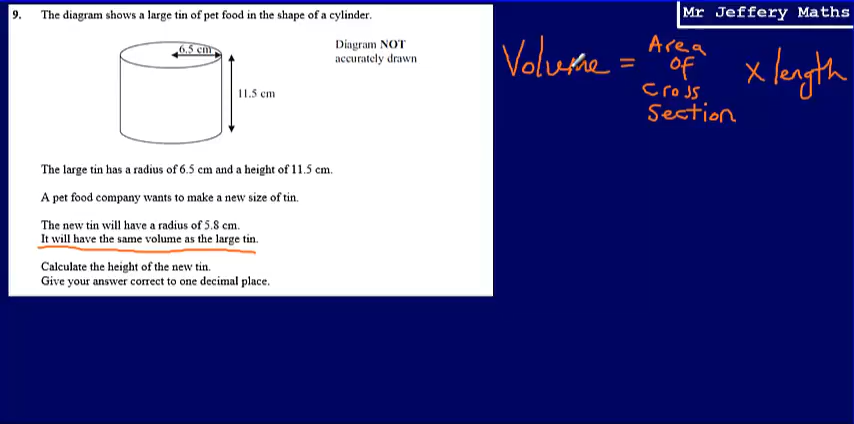 9. The diagram shows a large tin of pet food in the shape of a cylinder.
Mr Jeffery Maths
6.5 cm
Diagram NOT
accurately drawn
11.5 cm
Volume = Area of Cross Section x length
The large tin has a radius of 6.5 cm and a height of 11.5 cm.
A pet food company wants to make a new size of tin.
The new tin will have a radius of 5.8 cm.
It will have the same volume as the large tin.
Calculate the height of the new tin.
Give your answer correct to one decimal place.